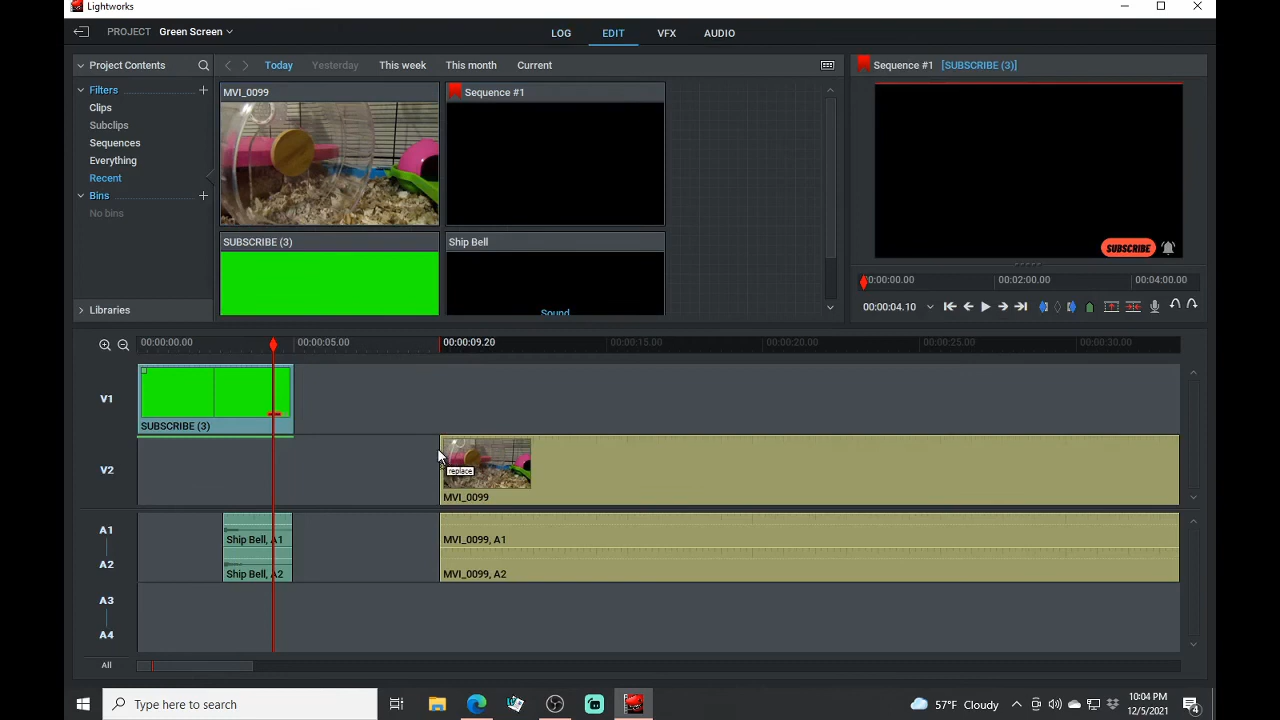 Lightworks
PROJECT Green Screen
LOG EDIT VFX AUDIO
Project Contents
Filters
Clips
Subclips
Sequences
Everything
Recent
Bins
No bins
Libraries
Today Yesterday This week This month Current
MVI_0099
Sequence #1
SUBSCRIBE (3)
Ship Bell
Sound
Sequence #1 [SUBSCRIBE (3)]
SUBSCRIBE
00:00:00.00 00:02:00.00 00:04:00.00
00:00:04.10
00:00:00.00 00:00:05.00 00:00:09.20 00:00:15.00 00:00:20.00 00:00:25.00 00:00:30.00
V1
SUBSCRIBE (3)
V2
replace
MVI_0099
A1
Ship Bell, A1
MVI_0099, A1
A2
Ship Bell, A2
MVI_0099, A2
A3
A4
All
Type here to search
57°F Cloudy
10:04 PM
12/5/2021
4